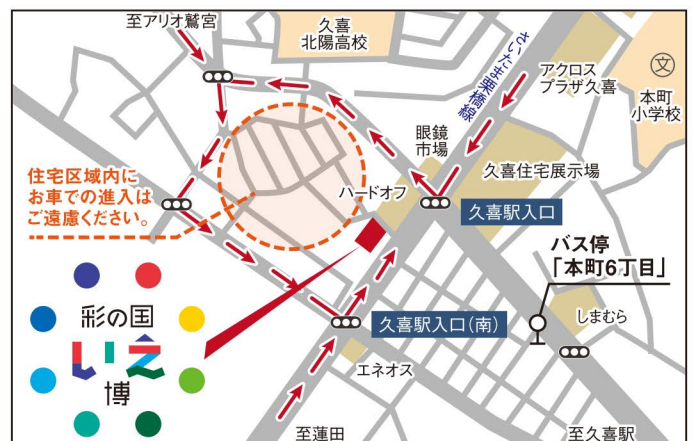 至アリオ鷲宮
久喜
北陽高校
さいたま栗橋線
アクロス
プラザ久喜
文
本町
小学校
眼鏡
市場
久喜住宅展示場
住宅区域内に
お車での進入は
ご遠慮ください。
ハードオフ
久喜駅入口
バス停
「本町6丁目」
彩の国
いえ
博
久喜駅入口(南)
しまむら
エネオス
至蓮田
至久喜駅